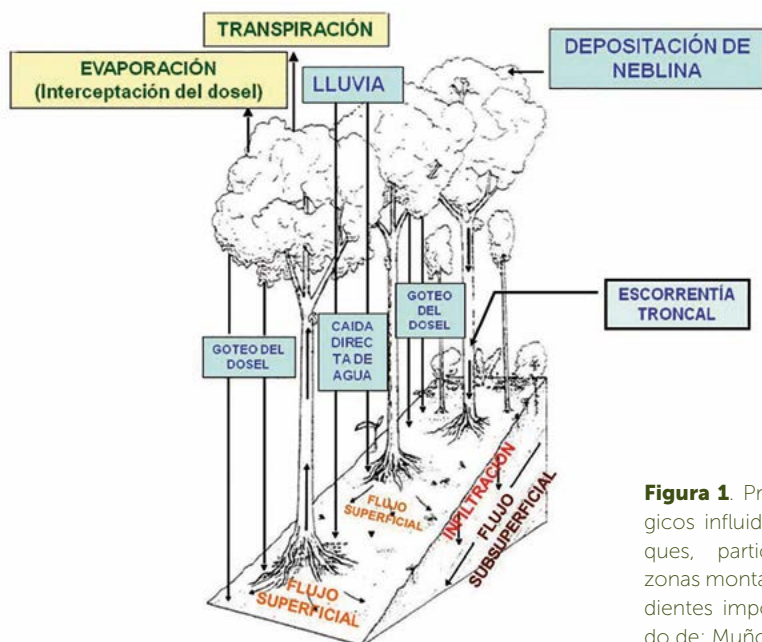 TRANSPIRACIÓN
EVAPORACIÓN
(Interceptación del dosel)
LLUVIA
DEPOSITACIÓN DE
NEBLINA
GOTEO DEL
DOSEL
CAIDA
DIREC
TA DE
AGUA
GOTEO
DEL
DOSEL
ESCORRENTÍA
TRONCAL
FLUJO
SUPERFICIAL
INFILTRACIÓN
FLUJO
SUBSUPERFICIAL
FLUJO
SUPERFICIAL
Figura 1. Pr
gicos influid
ques, partic
zonas monta
dientes impo
do de: Muño